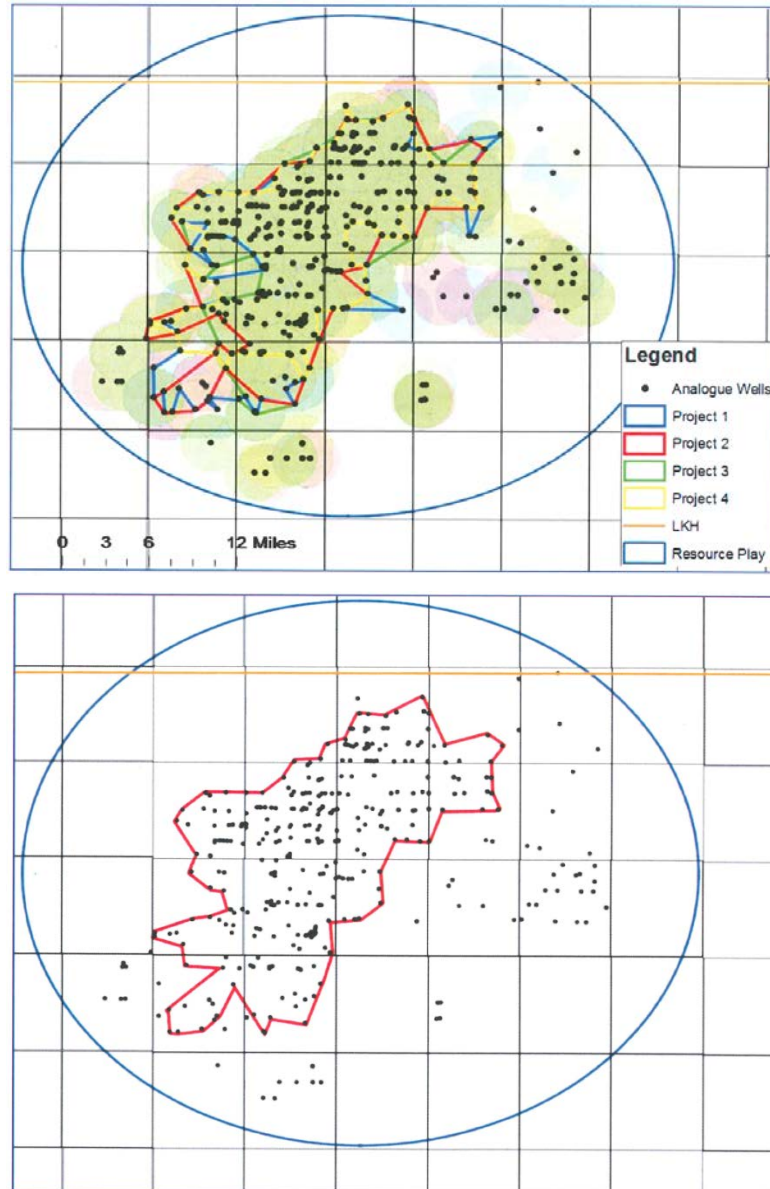 Legend
Analogue Wells
Project 1
Project 2
Project 3
Project 4
LKH
Resource Play
0 3 6 12 Miles